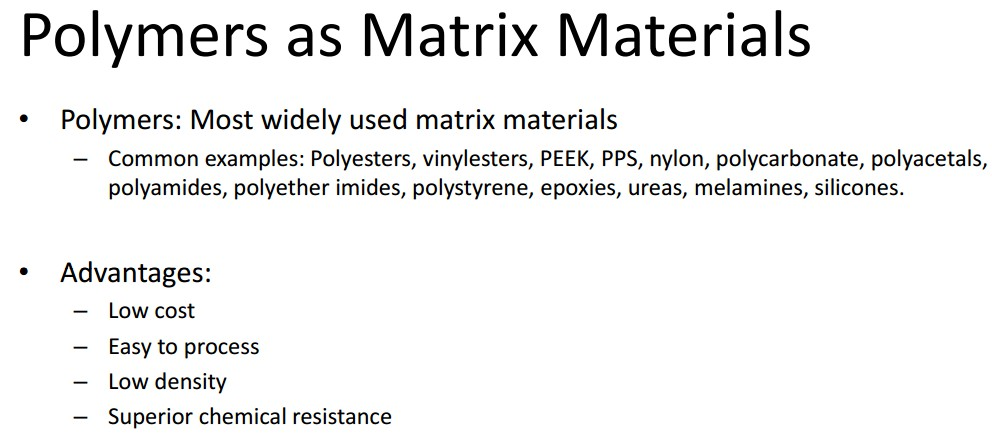 Polymers as Matrix Materials
• Polymers: Most widely used matrix materials
– Common examples: Polyesters, vinylesters, PEEK, PPS, nylon, polycarbonate, polyacetals,
polyamides, polyether imides, polystyrene, epoxies, ureas, melamines, silicones.
• Advantages:
– Low cost
– Easy to process
– Low density
– Superior chemical resistance